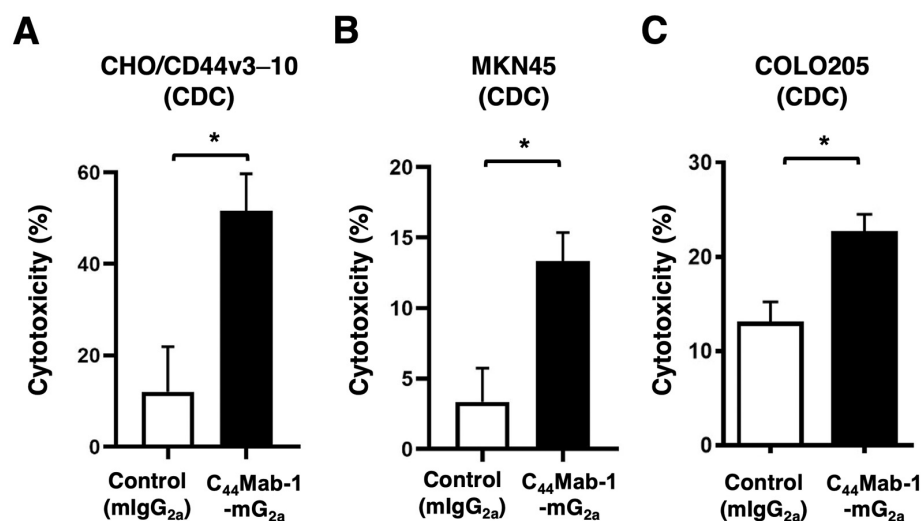 A
CHO/CD44v3–10
(CDC)
*
Cytotoxicity (%)
60
40
20
0
Control
(mIgG2a)
C44Mab-1
-mG2a
B
MKN45
(CDC)
*
Cytotoxicity (%)
20
15
10
5
0
Control
(mIgG2a)
C44Mab-1
-mG2a
C
COLO205
(CDC)
*
Cytotoxicity (%)
30
20
10
0
Control
(mIgG2a)
C44Mab-1
-mG2a